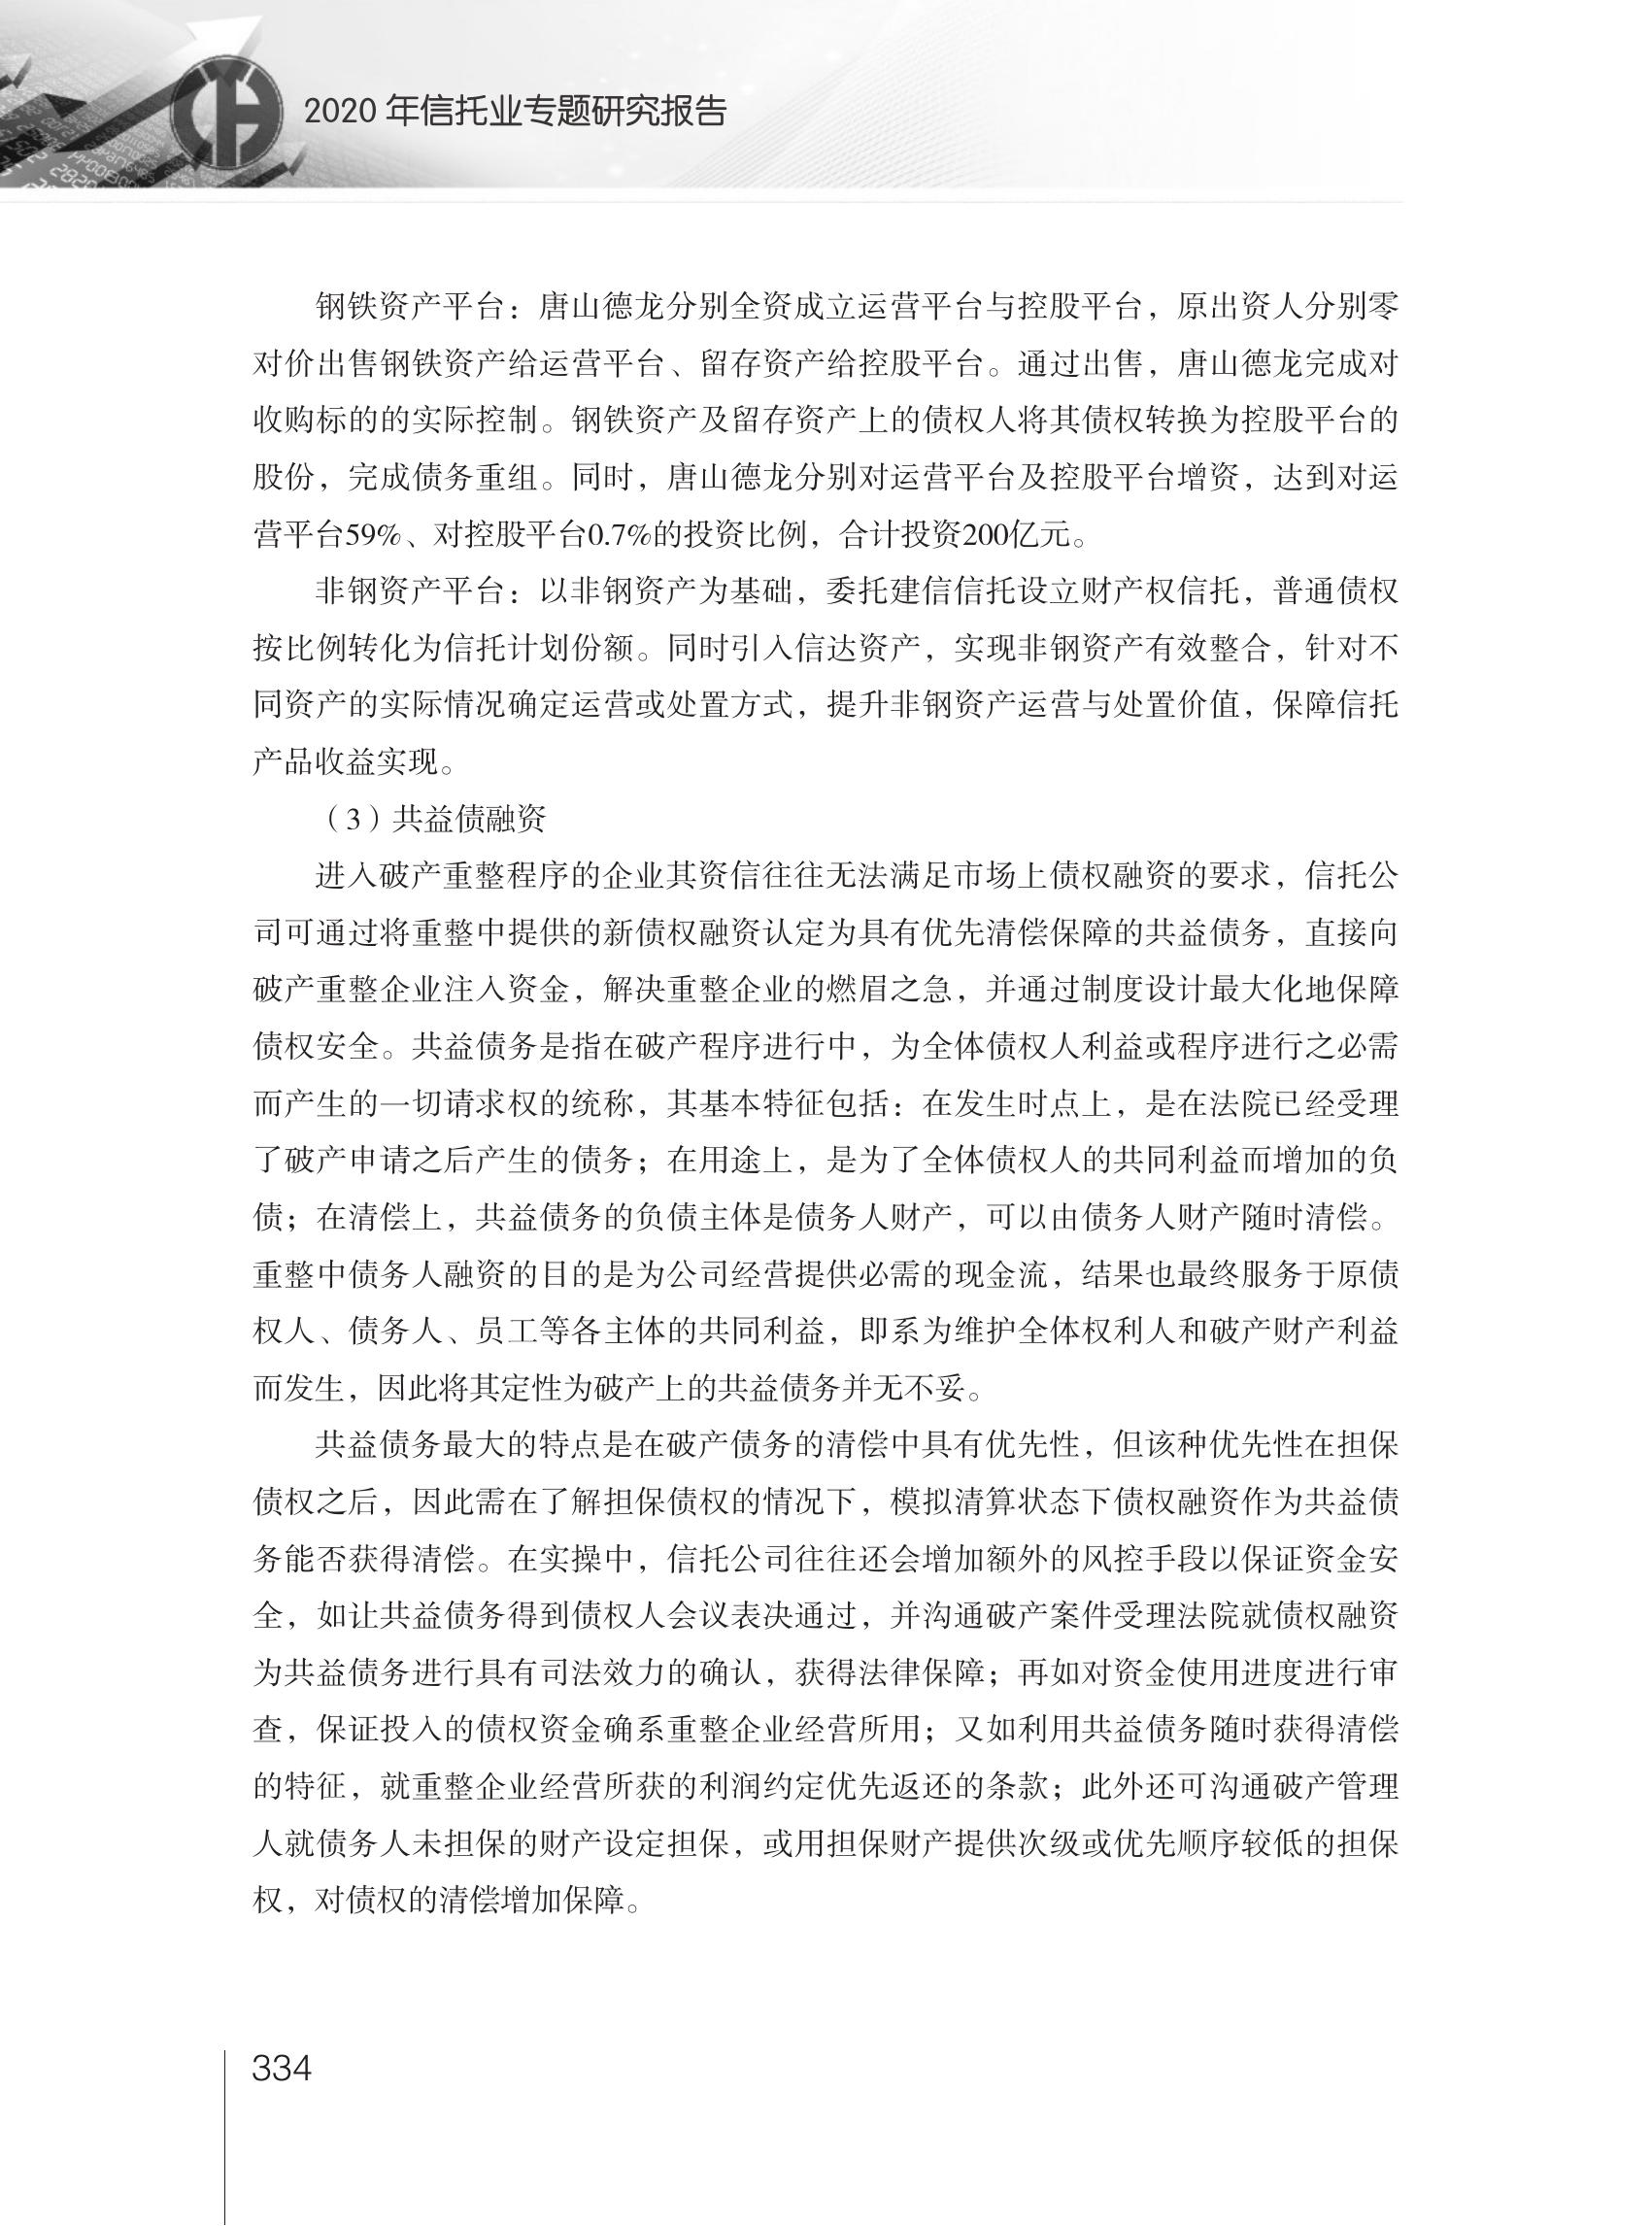 2020 年信托业专题研究报告
钢铁资产平台：唐山德龙分别全资成立运营平台与控股平台，原出资人分别零
对价出售钢铁资产给运营平台、留存资产给控股平台。通过出售，唐山德龙完成对
收购标的的实际控制。钢铁资产及留存资产上的债权人将其债权转换为控股平台的
股份，完成债务重组。同时，唐山德龙分别对运营平台及控股平台增资，达到对运
营平台59%、对控股平台0.7%的投资比例，合计投资200亿元。
非钢资产平台：以非钢资产为基础，委托建信信托设立财产权信托，普通债权
按比例转化为信托计划份额。同时引入信达资产，实现非钢资产有效整合，针对不
同资产的实际情况确定运营或处置方式，提升非钢资产运营与处置价值，保障信托
产品收益实现。
（3）共益债融资
进入破产重整程序的企业其资信往往无法满足市场上债权融资的要求，信托公
司可通过将重整中提供的新债权融资认定为具有优先清偿保障的共益债务，直接向
破产重整企业注入资金，解决重整企业的燃眉之急，并通过制度设计最大化地保障
债权安全。共益债务是指在破产程序进行中，为全体债权人利益或程序进行之必需
而产生的一切请求权的统称，其基本特征包括：在发生时点上，是在法院已经受理
了破产申请之后产生的债务；在用途上，是为了全体债权人的共同利益而增加的负
债；在清偿上，共益债务的负债主体是债务人财产，可以由债务人财产随时清偿。
重整中债务人融资的目的是为公司经营提供必需的现金流，结果也最终服务于原债
权人、债务人、员工等各主体的共同利益，即系为维护全体权利人和破产财产利益
而发生，因此将其定性为破产上的共益债务并无不妥。
共益债务最大的特点是在破产债务的清偿中具有优先性，但该种优先性在担保
债权之后，因此需在了解担保债权的情况下，模拟清算状态下债权融资作为共益债
务能否获得清偿。在实操中，信托公司往往还会增加额外的风控手段以保证资金安
全，如让共益债务得到债权人会议表决通过，并沟通破产案件受理法院就债权融资
为共益债务进行具有司法效力的确认，获得法律保障；再如对资金使用进度进行审
查，保证投入的债权资金确系重整企业经营所用；又如利用共益债务随时获得清偿
的特征，就重整企业经营所获的利润约定优先返还的条款；此外还可沟通破产管理
人就债务人未担保的财产设定担保，或用担保财产提供次级或优先顺序较低的担保
权，对债权的清偿增加保障。
334